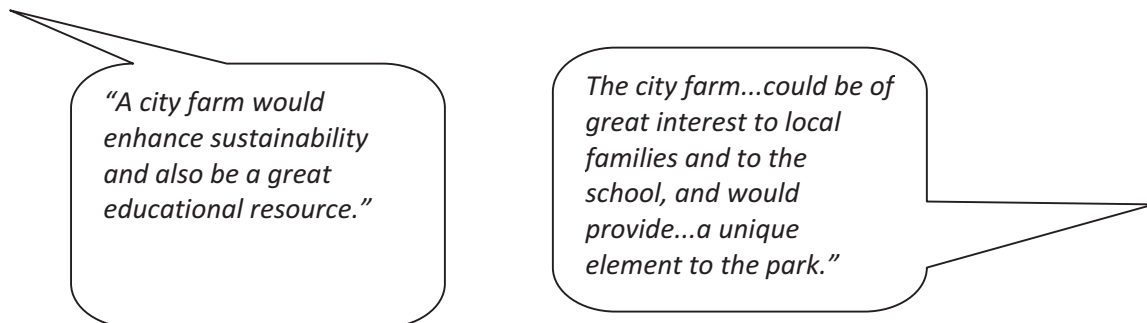 “A city farm would
enhance sustainability
and also be a great
educational resource.”
The city farm...could be of
great interest to local
families and to the
school, and would
provide...a unique
element to the park.”